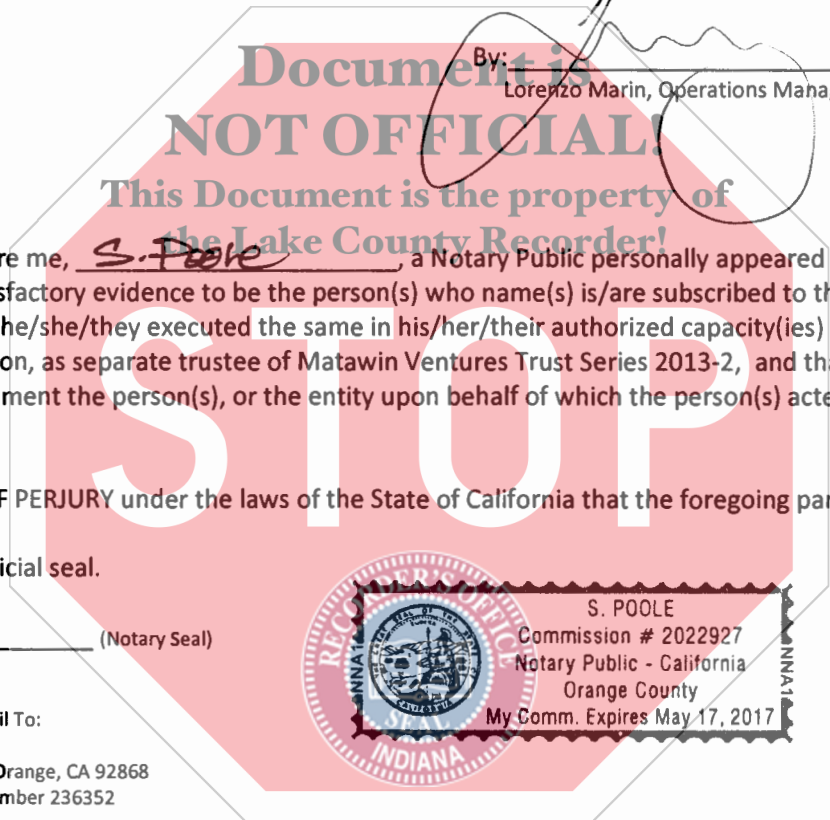 Document is
NOT OFFICIAL!
This Document is the property of
the Lake County Recorder!
By:
Lorenzo Marin, Operations Mana
re me, S. Poole, a Notary Public personally appeared
sfactory evidence to be the person(s) who name(s) is/are subscribed to th
he/she/they executed the same in his/her/their authorized capacity(ies)
on, as separate trustee of Matawin Ventures Trust Series 2013-2, and tha
ment the person(s), or the entity upon behalf of which the person(s) acte
STOP
F PERJURY under the laws of the State of California that the foregoing par
icial seal.
(Notary Seal)
RECORDER'S OFFICE
SEAL
INDIANA
NNA1
S. POOLE
Commission # 2022927
Notary Public - California
Orange County
My Comm. Expires May 17, 2017
NNA1
il To:
Orange, CA 92868
mber 236352